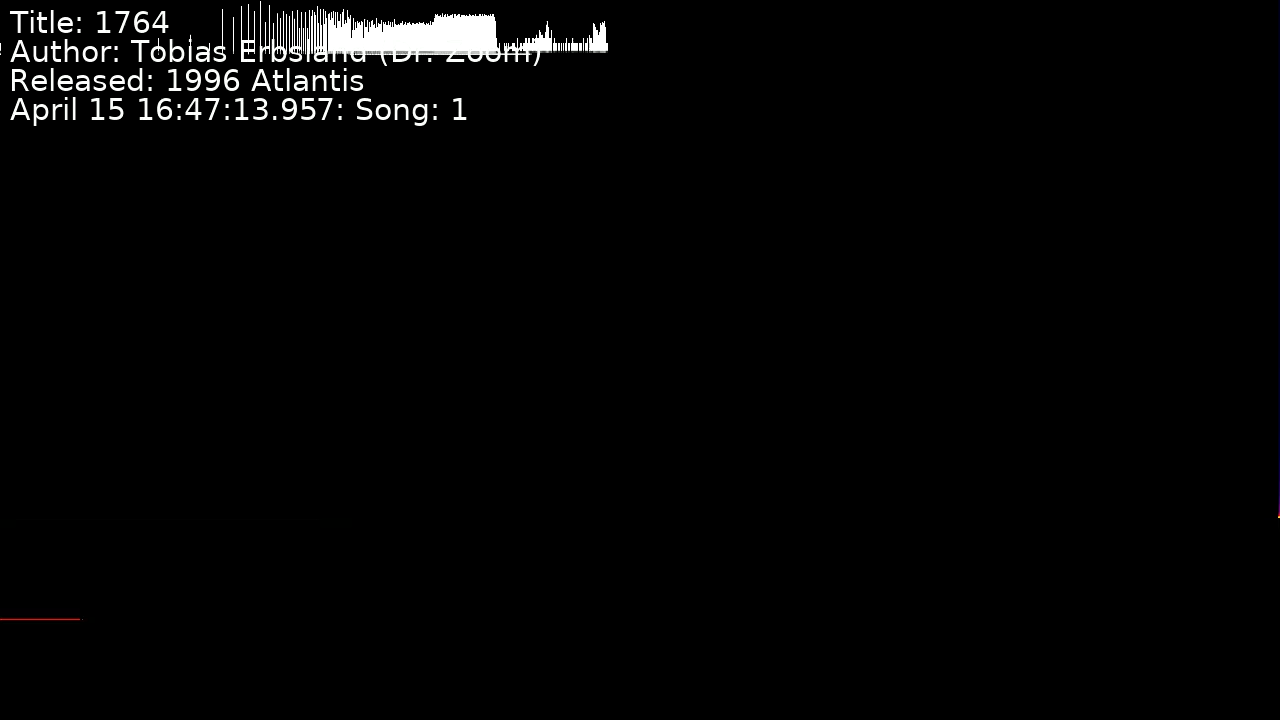 Title: 1764
Author: Tobias Erbsland (Dr. Zoom)
Released: 1996 Atlantis
April 15 16:47:13.957: Song: 1